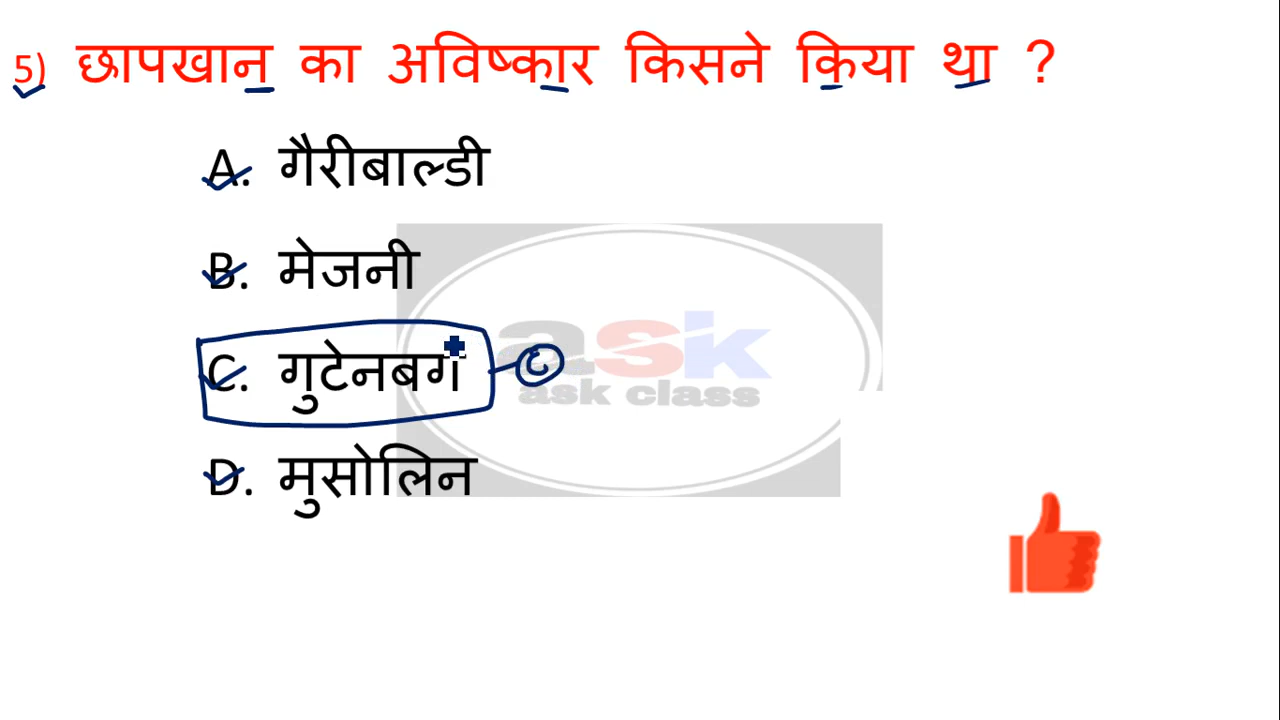 5) छापखान का अविष्कार किसने किया था ?
A. गैरीबाल्डी
B. मेजनी
C. गुटेनबर्ग
C
D. मुसोलिन
ask
ask class